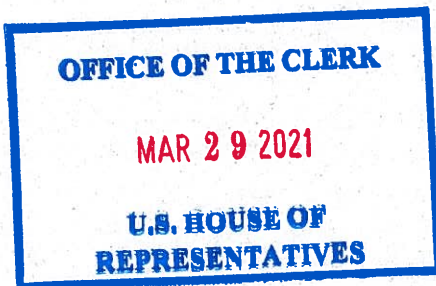 OFFICE OF THE CLERK
MAR 29 2021
U.S. HOUSE OF
REPRESENTATIVES